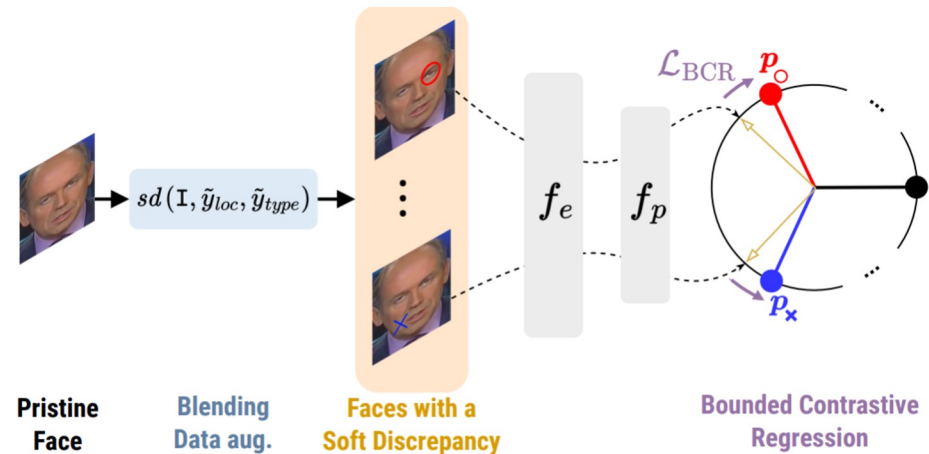 sd(I, ỹ_loc, ỹ_type)
f_e
f_p
ℒ_BCR
p_○
...
...
p_×
Pristine
Face
Blending
Data aug.
Faces with a
Soft Discrepancy
Bounded Contrastive
Regression